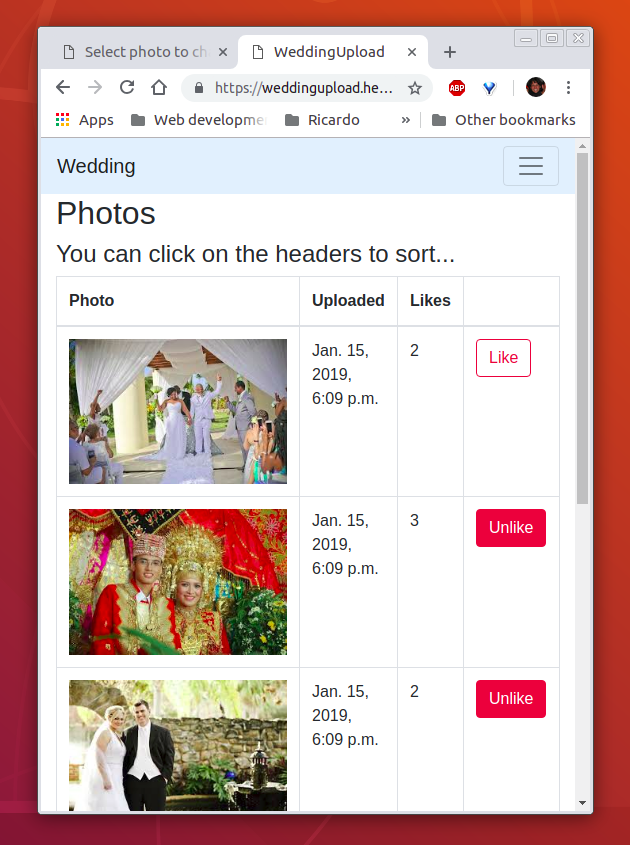 Select photo to ch
WeddingUpload
https://weddingupload.he...
ABP
Apps
Web developme
Ricardo
»
Other bookmarks
Wedding
Photos
You can click on the headers to sort...
Photo Uploaded Likes
Jan. 15, 2 Like
2019,
6:09 p.m.
Jan. 15, 3 Unlike
2019,
6:09 p.m.
Jan. 15, 2 Unlike
2019,
6:09 p.m.